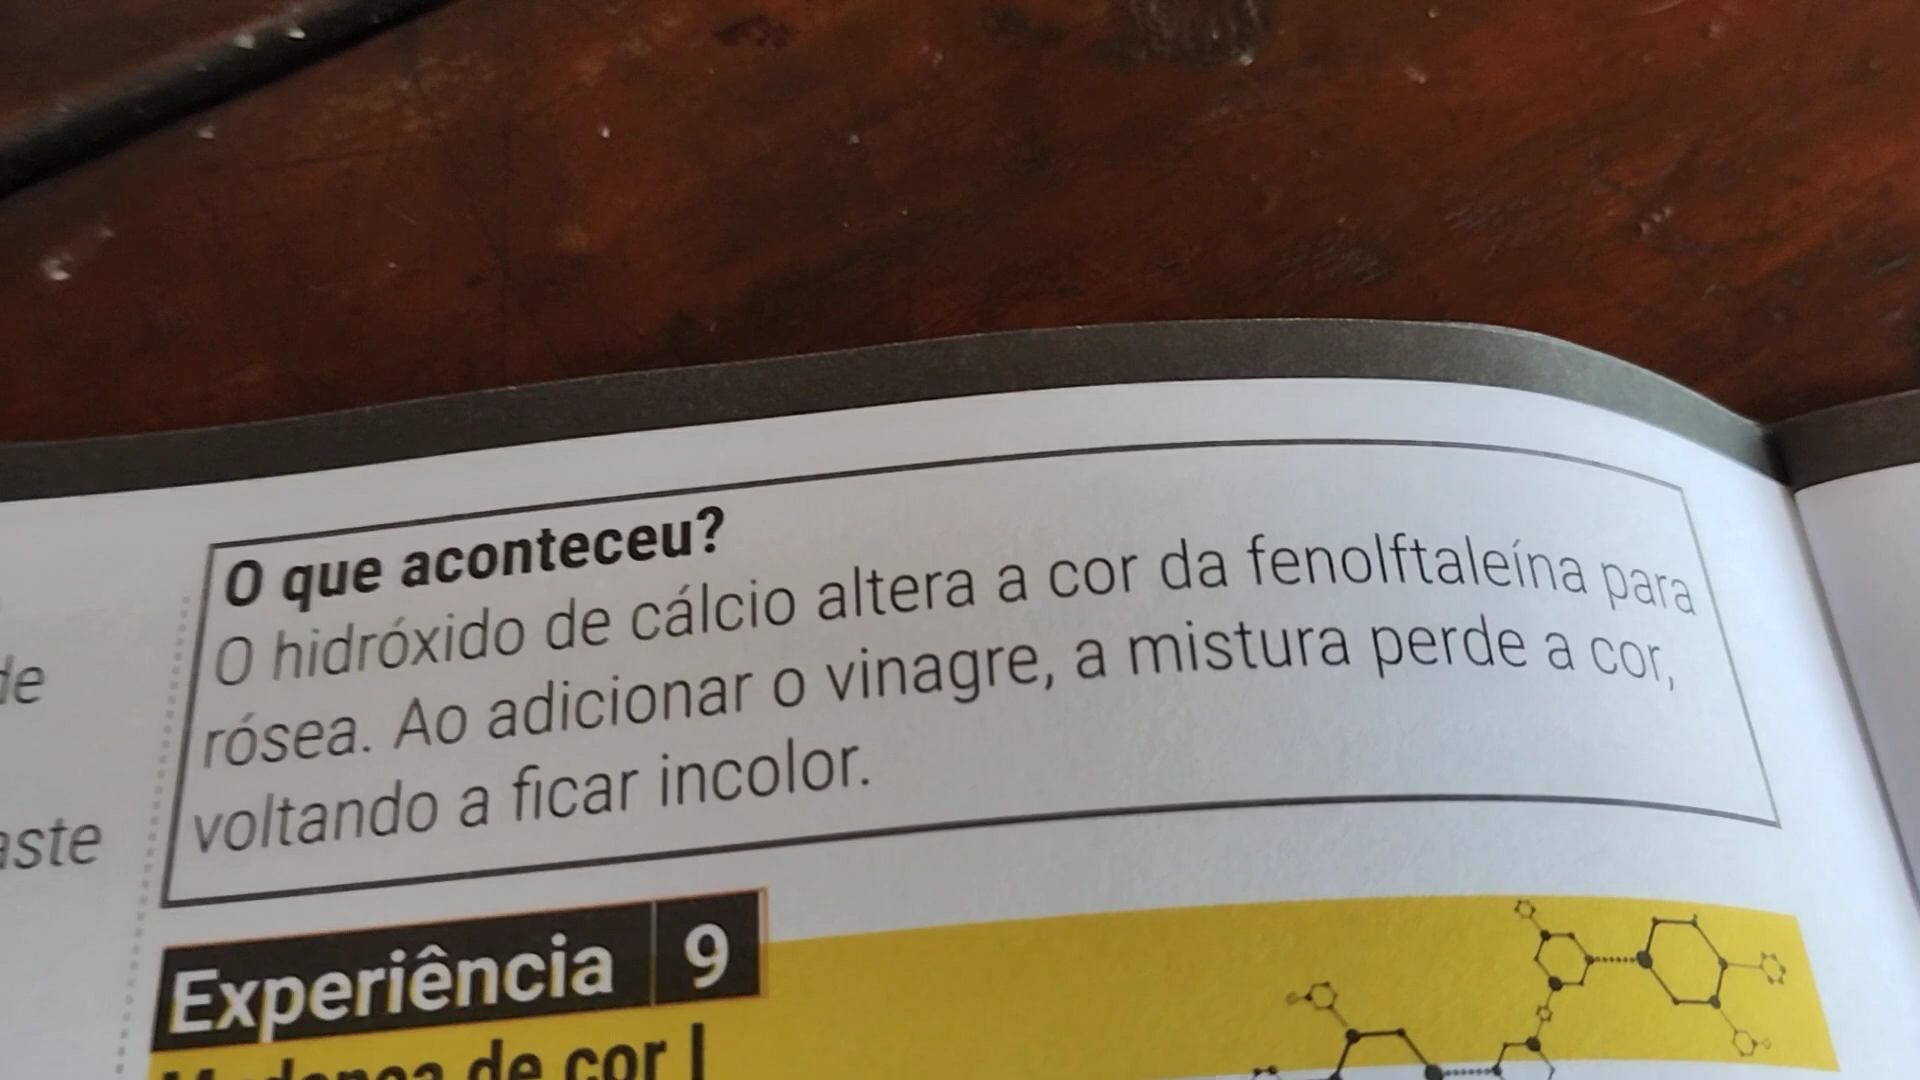 O que aconteceu?
O hidróxido de cálcio altera a cor da fenolftaleína para
rósea. Ao adicionar o vinagre, a mistura perde a cor,
voltando a ficar incolor.
Experiência 9
de cor I